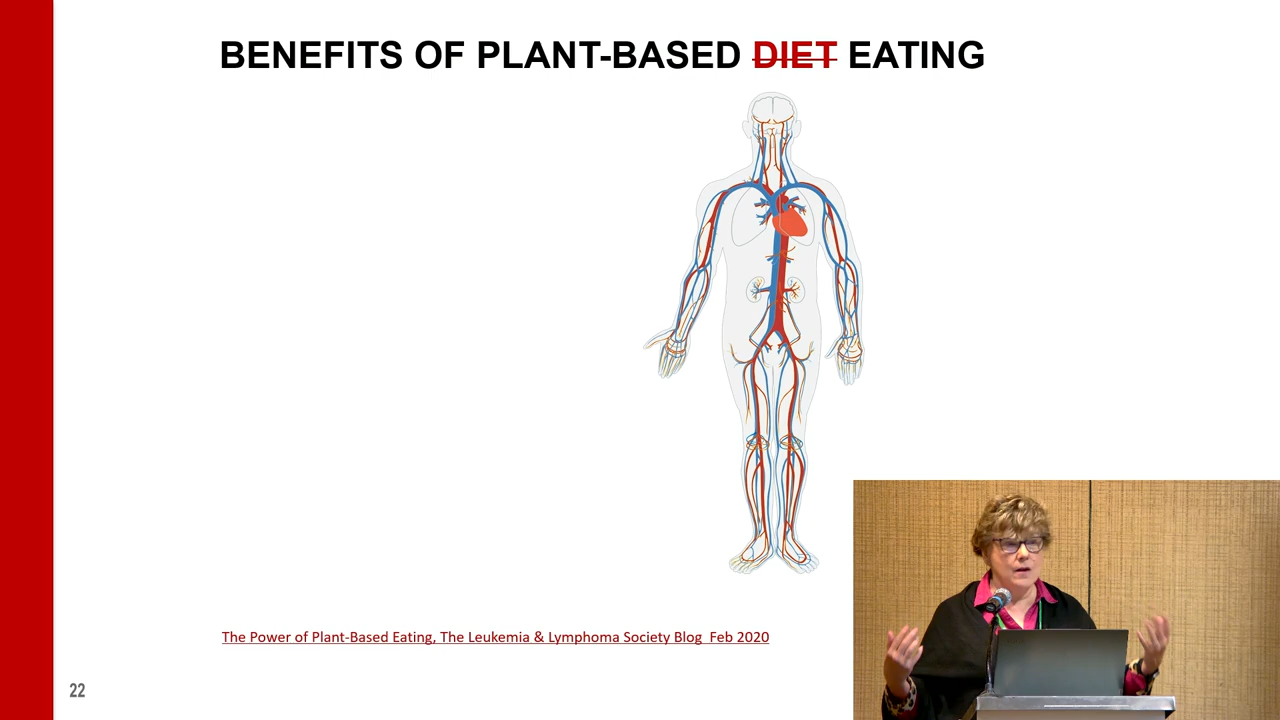 BENEFITS OF PLANT-BASED DIET EATING
The Power of Plant-Based Eating, The Leukemia & Lymphoma Society Blog Feb 2020
22